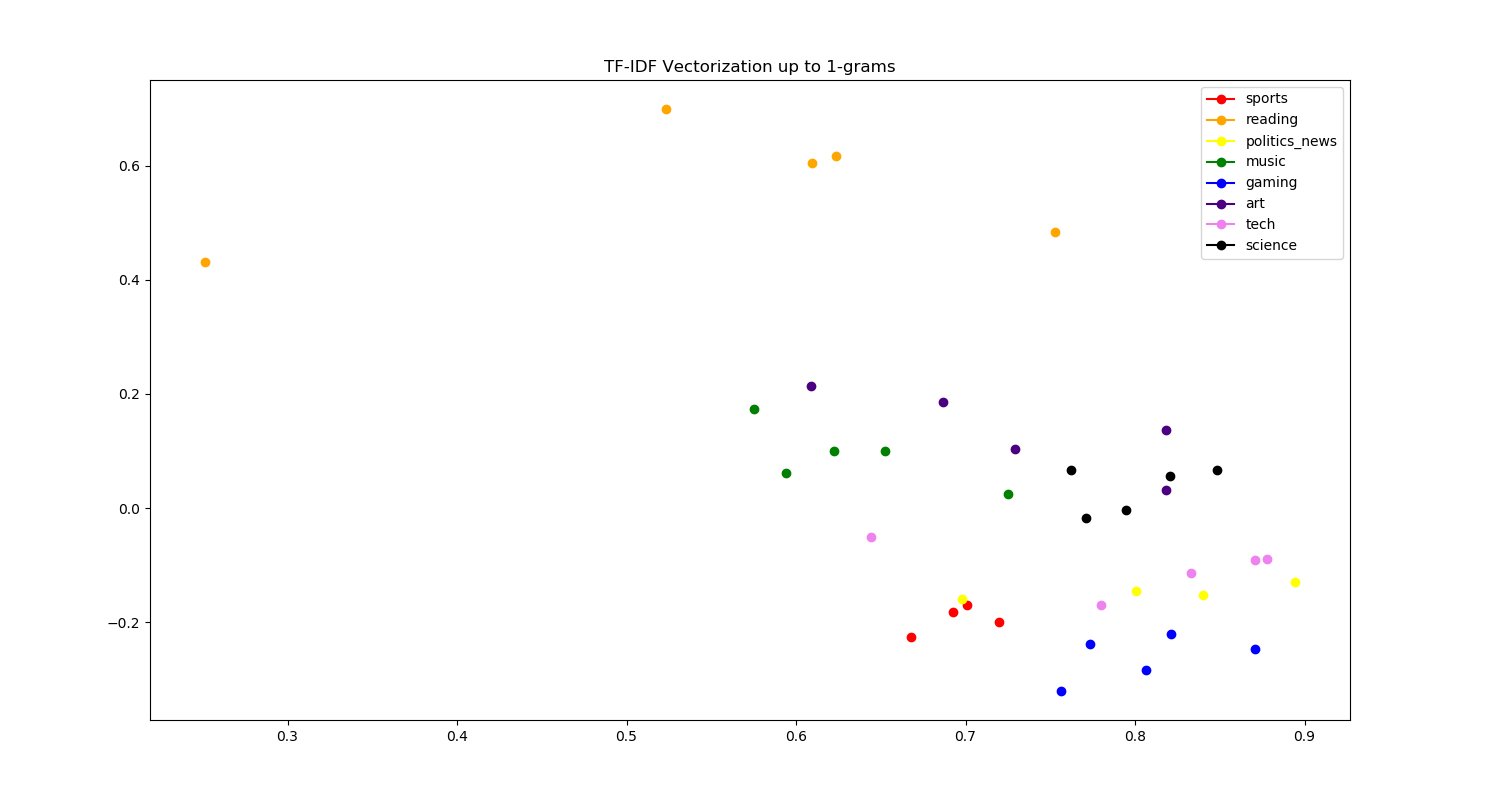 TF-IDF Vectorization up to 1-grams
sports
reading
politics_news
music
gaming
art
tech
science
0.6
0.4
0.2
0.0
−0.2
0.3 0.4 0.5 0.6 0.7 0.8 0.9